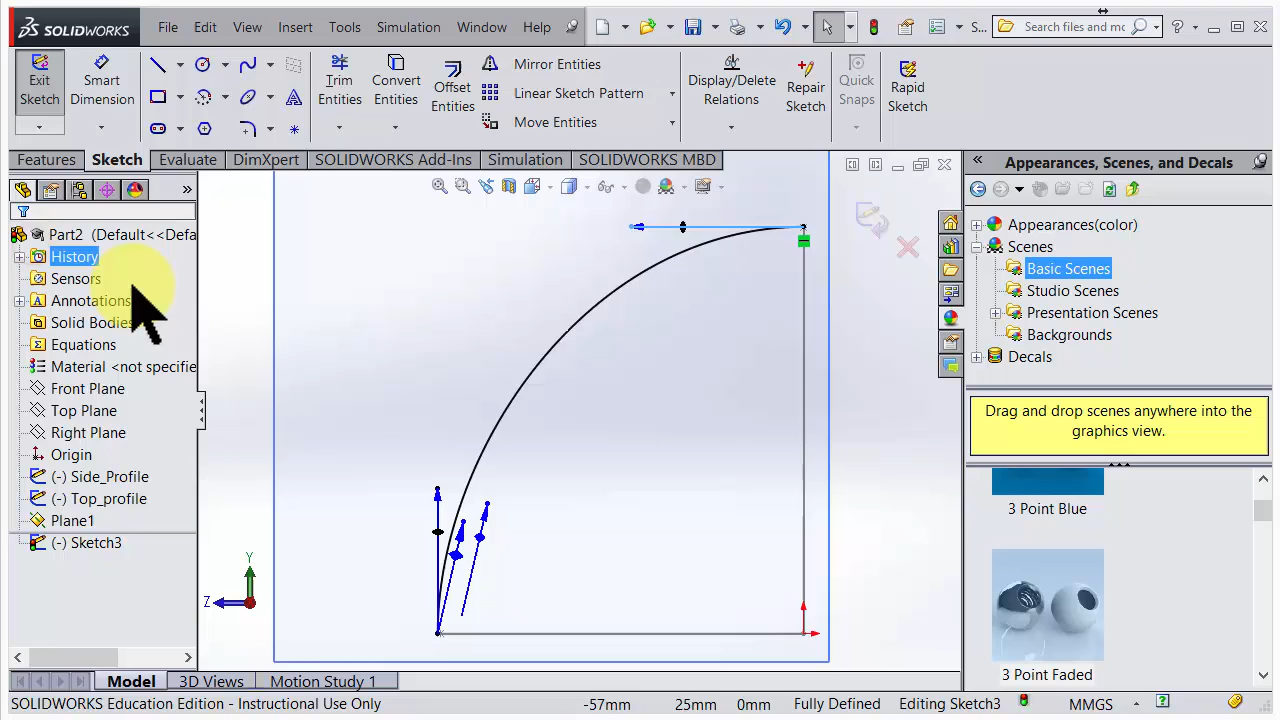 SOLIDWORKS File Edit View Insert Tools Simulation Window Help S... Search files and mc ?
Exit Sketch
Smart Dimension
Trim Entities
Convert Entities
Offset Entities
Mirror Entities
Linear Sketch Pattern
Move Entities
Display/Delete Relations
Repair Sketch
Quick Snaps
Rapid Sketch
Features Sketch Evaluate DimXpert SOLIDWORKS Add-Ins Simulation SOLIDWORKS MBD
Part2 (Default<<Defa
History
Sensors
Annotations
Solid Bodies
Equations
Material <not specifie
Front Plane
Top Plane
Right Plane
Origin
(-) Side_Profile
(-) Top_profile
Plane1
(-) Sketch3
Y
Z
Appearances, Scenes, and Decals
Appearances(color)
Scenes
Basic Scenes
Studio Scenes
Presentation Scenes
Backgrounds
Decals
Drag and drop scenes anywhere into the
graphics view.
3 Point Blue
3 Point Faded
Model 3D Views Motion Study 1
SOLIDWORKS Education Edition - Instructional Use Only -57mm 25mm 0mm Fully Defined Editing Sketch3 MMGS